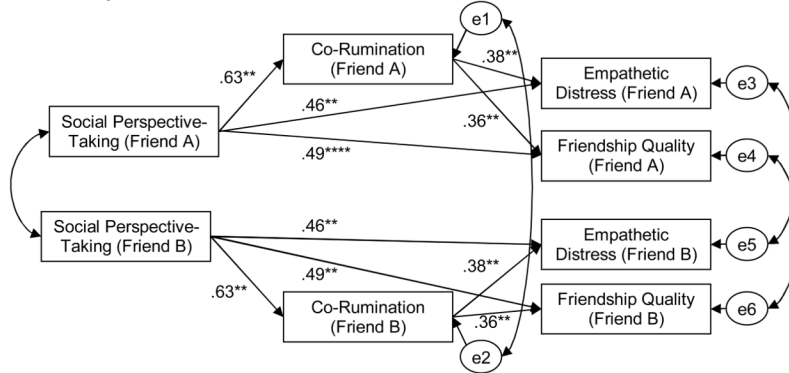 e1
Co-Rumination
(Friend A)
.63**
.38**
Empathetic
Distress (Friend A)
e3
.46**
.36**
Social Perspective-
Taking (Friend A)
.49****
Friendship Quality
(Friend A)
e4
Social Perspective-
Taking (Friend B)
.46**
Empathetic
Distress (Friend B)
e5
.49**
.38**
.63**
Co-Rumination
(Friend B)
.36**
Friendship Quality
(Friend B)
e6
e2